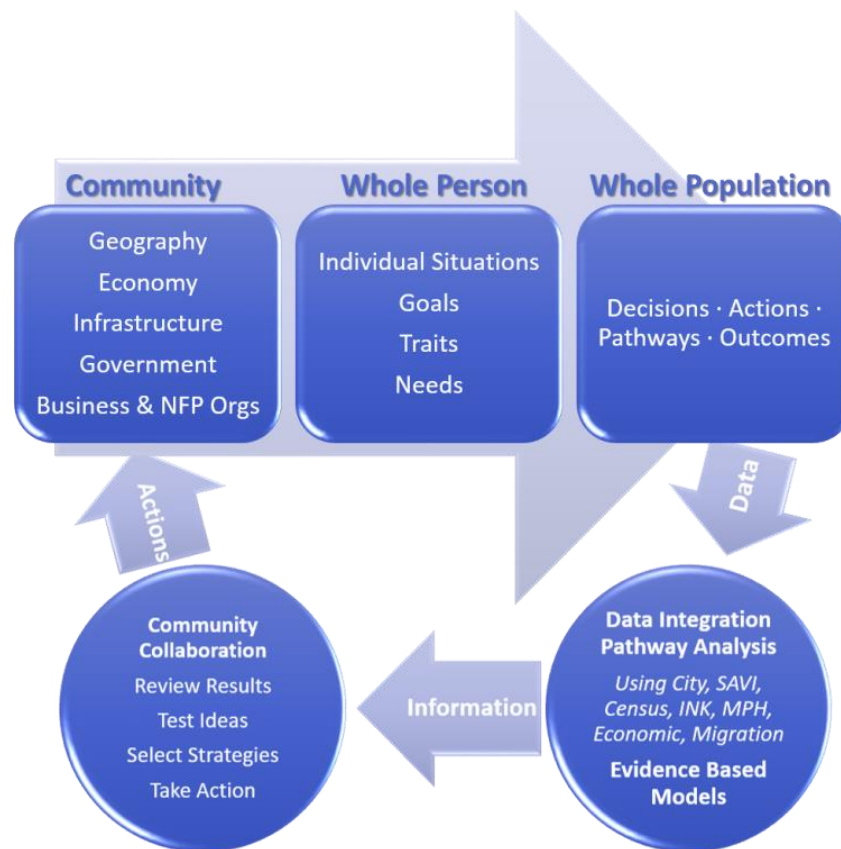 Community
Geography
Economy
Infrastructure
Government
Business & NFP Orgs
Whole Person
Individual Situations
Goals
Traits
Needs
Whole Population
Decisions · Actions ·
Pathways · Outcomes
Data
Data Integration
Pathway Analysis
Using City, SAVI,
Census, INK, MPH,
Economic, Migration
Evidence Based
Models
Information
Community
Collaboration
Review Results
Test Ideas
Select Strategies
Take Action
Actions